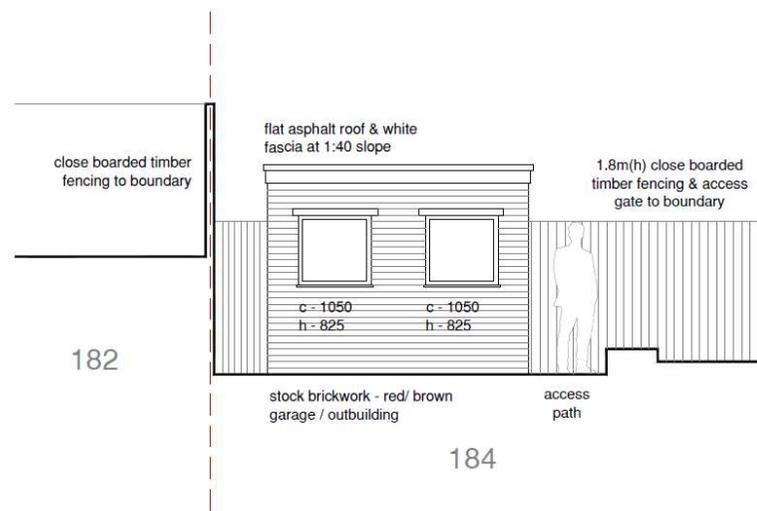 flat asphalt roof & white
fascia at 1:40 slope
close boarded timber
fencing to boundary
1.8m(h) close boarded
timber fencing & access
gate to boundary
c - 1050
h - 825
c - 1050
h - 825
182
stock brickwork - red/ brown
garage / outbuilding
access
path
184